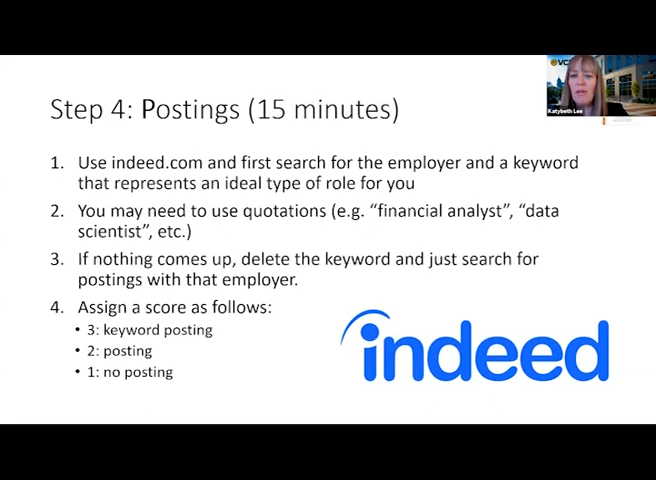 VC
Katybeth Lee
Step 4: Postings (15 minutes)
1. Use indeed.com and first search for the employer and a keyword
that represents an ideal type of role for you
2. You may need to use quotations (e.g. “financial analyst”, “data
scientist”, etc.)
3. If nothing comes up, delete the keyword and just search for
postings with that employer.
4. Assign a score as follows:
• 3: keyword posting
• 2: posting
• 1: no posting
indeed